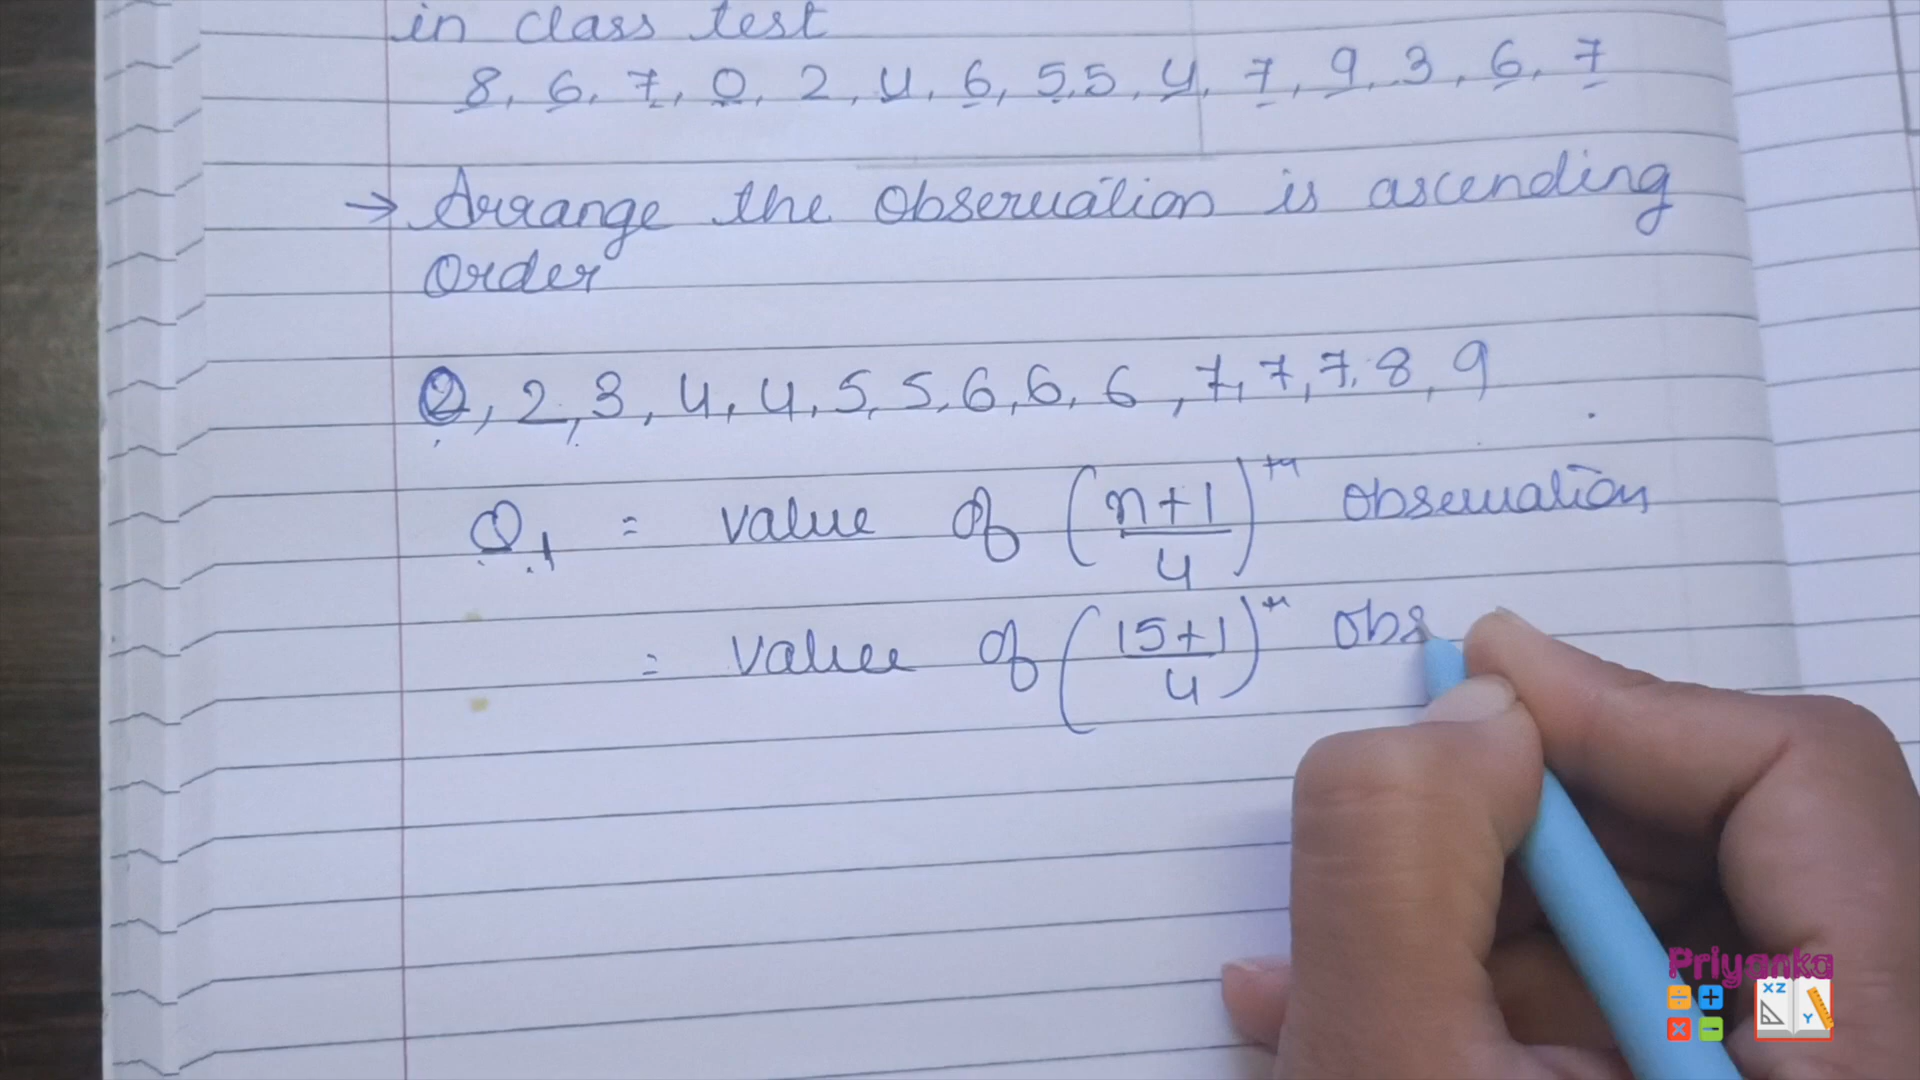 in class test
8, 6, 7, 0, 2, 4, 6, 5, 5, 4, 7, 9, 3, 6, 7
→ Arrange the Observation is ascending
Order
0, 2, 3, 4, 4, 5, 5, 6, 6, 6, 7, 7, 7, 8, 9
Q1 = value of (n+1/4)th observation
= value of (15+1/4)th obs
Priyanka
XZ
Y